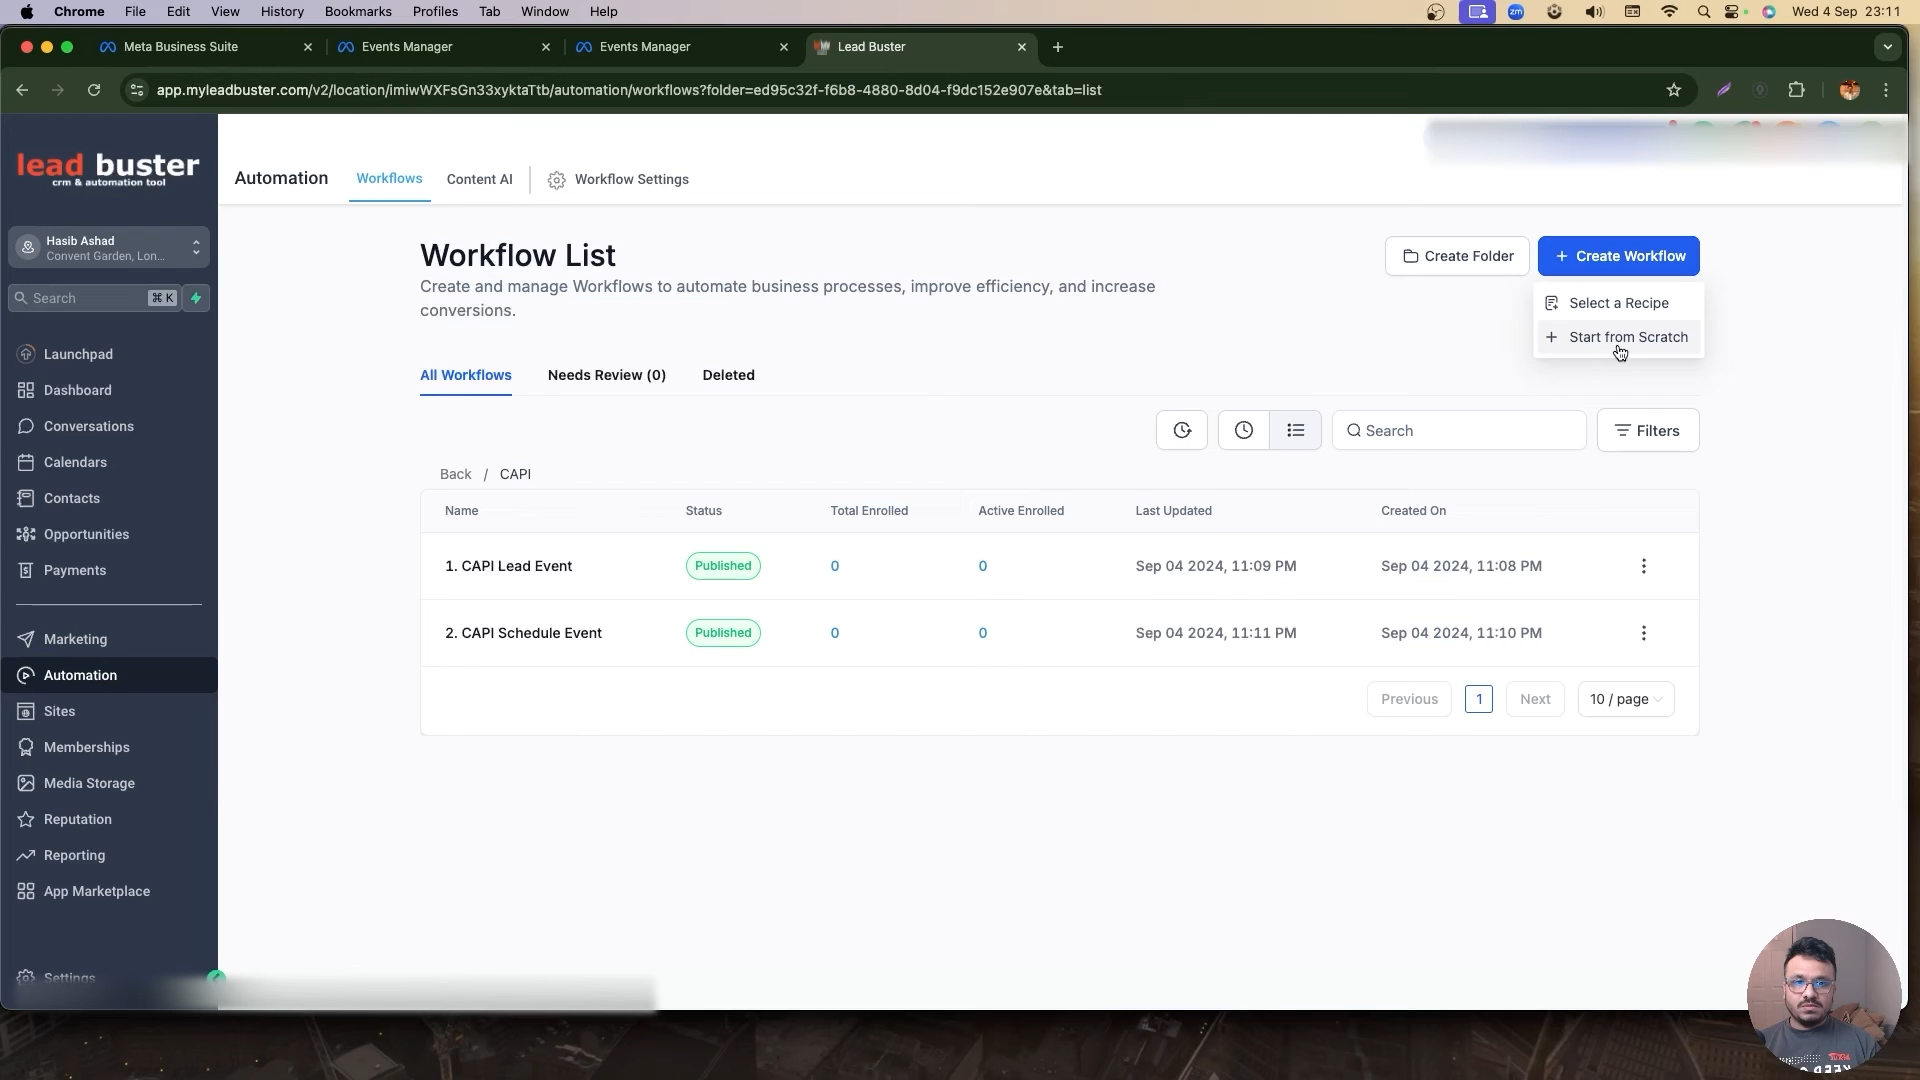 Chrome File Edit View History Bookmarks Profiles Tab Window Help
zm
Wed 4 Sep 23:11
Meta Business Suite
Events Manager
Events Manager
Lead Buster
app.myleadbuster.com/v2/location/imiwWXFsGn33xyktaTtb/automation/workflows?folder=ed95c32f-f6b8-4880-8d04-f9dc152e907e&tab=list
lead buster
crm & automation tool
Hasib Ashad
Convent Garden, Lon...
Search ⌘ K
Launchpad
Dashboard
Conversations
Calendars
Contacts
Opportunities
Payments
Marketing
Automation
Sites
Memberships
Media Storage
Reputation
Reporting
App Marketplace
Settings
Automation Workflows Content AI Workflow Settings
Workflow List
Create and manage Workflows to automate business processes, improve efficiency, and increase
conversions.
Create Folder
+ Create Workflow
Select a Recipe
+ Start from Scratch
All Workflows Needs Review (0) Deleted
Search
Filters
Back / CAPI
Name Status Total Enrolled Active Enrolled Last Updated Created On
1. CAPI Lead Event Published 0 0 Sep 04 2024, 11:09 PM Sep 04 2024, 11:08 PM
2. CAPI Schedule Event Published 0 0 Sep 04 2024, 11:11 PM Sep 04 2024, 11:10 PM
Previous 1 Next 10 / page